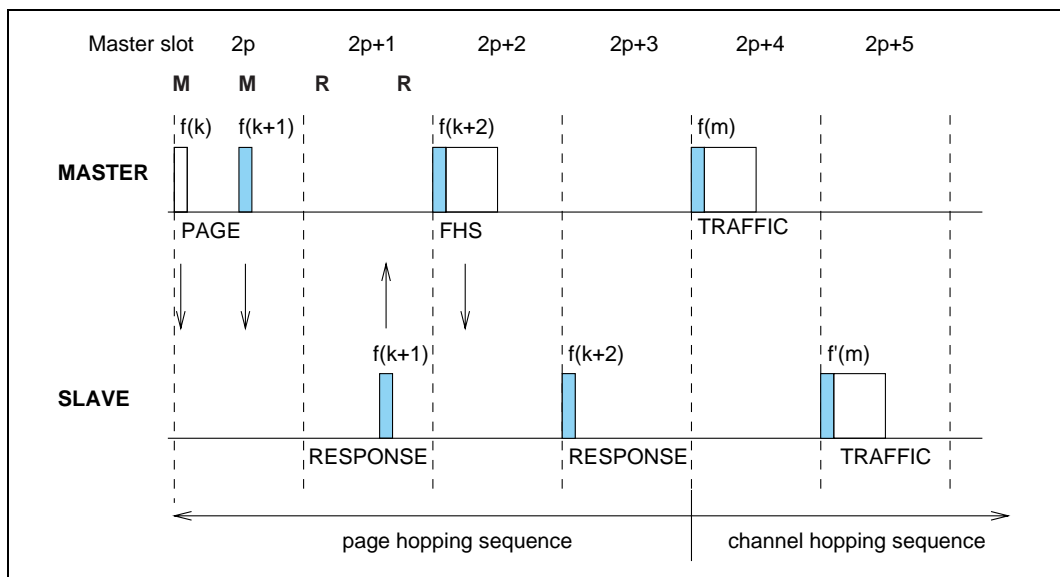 Master slot 2p 2p+1 2p+2 2p+3 2p+4 2p+5
M M R R
f(k) f(k+1) f(k+2) f(m)
MASTER
PAGE FHS TRAFFIC
f(k+1) f(k+2) f'(m)
SLAVE
RESPONSE RESPONSE TRAFFIC
page hopping sequence channel hopping sequence